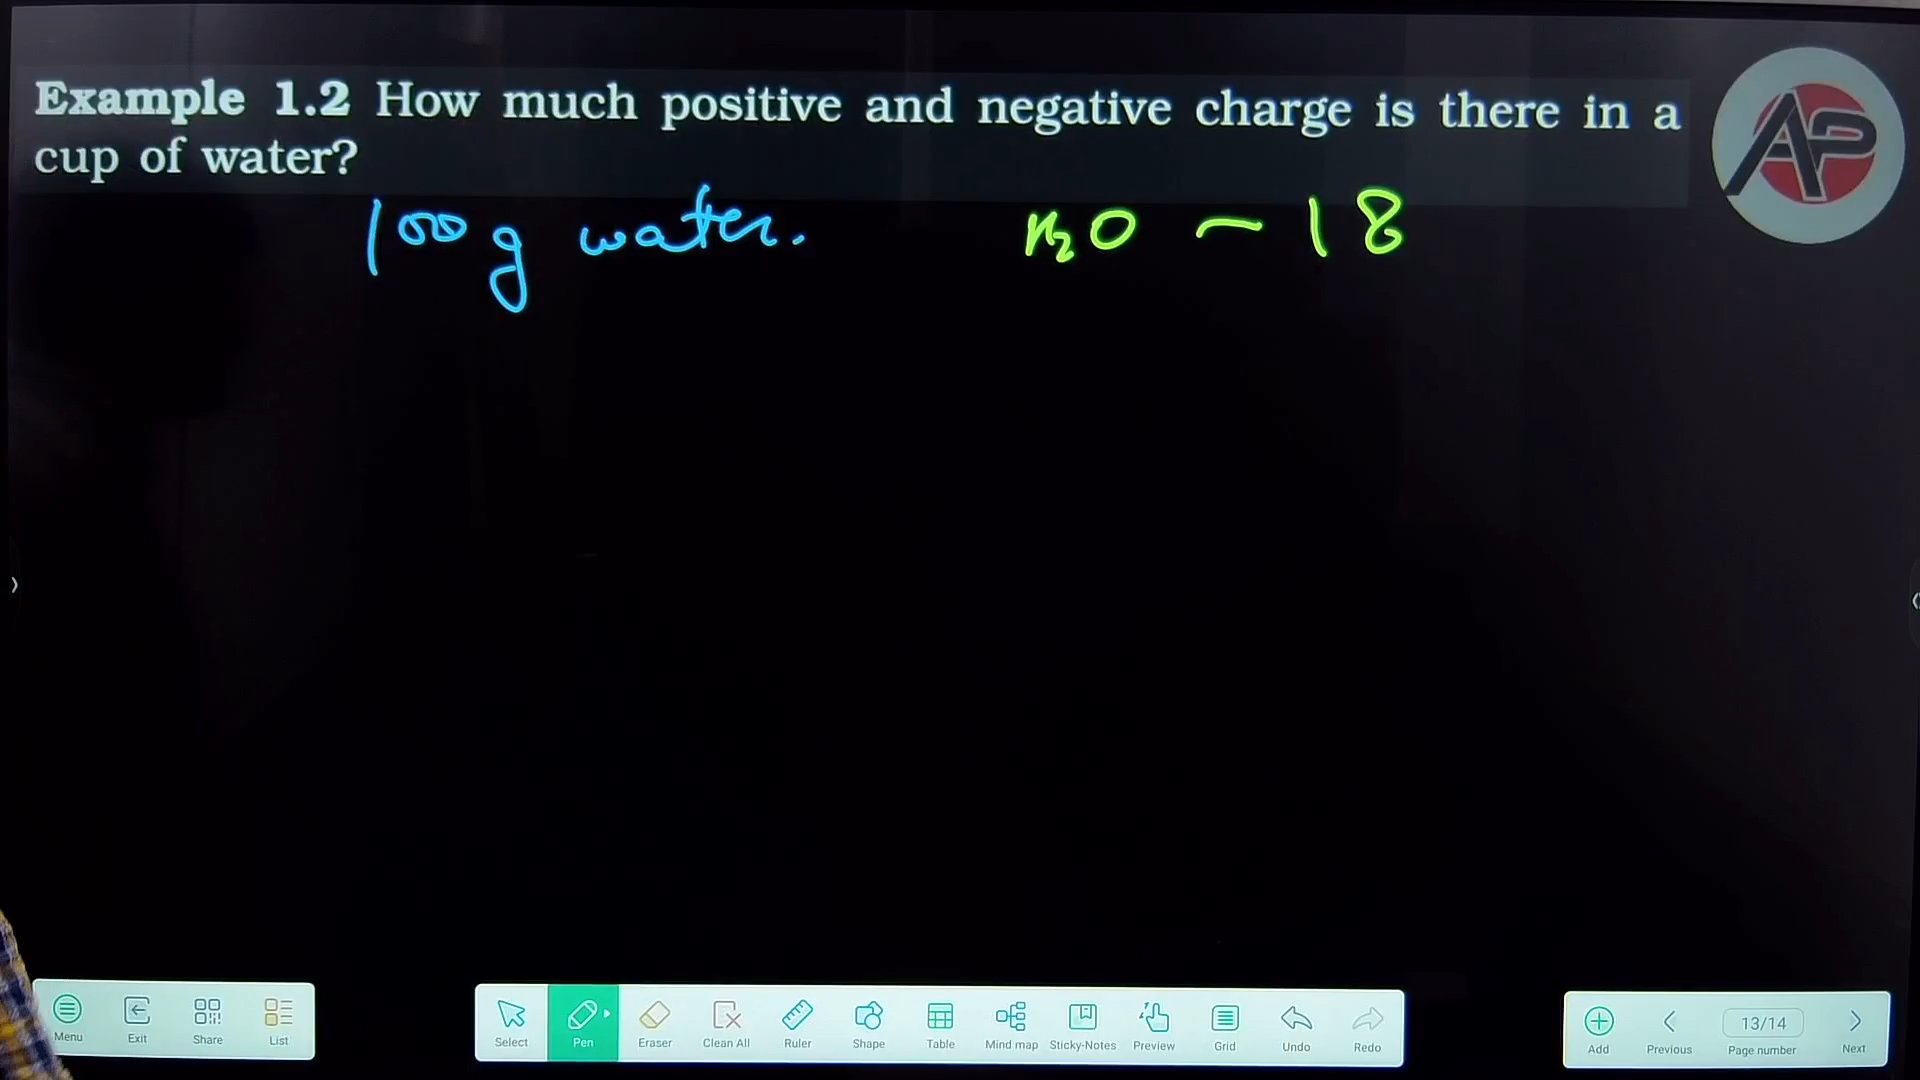 Example 1.2 How much positive and negative charge is there in a
cup of water?
100 g water. H2O - 18
AP
Menu Exit Share List
Select Pen Eraser Clean All Ruler Shape Table Mind map Sticky-Notes Preview Grid Undo Redo
Add Previous 13/14 Page number Next